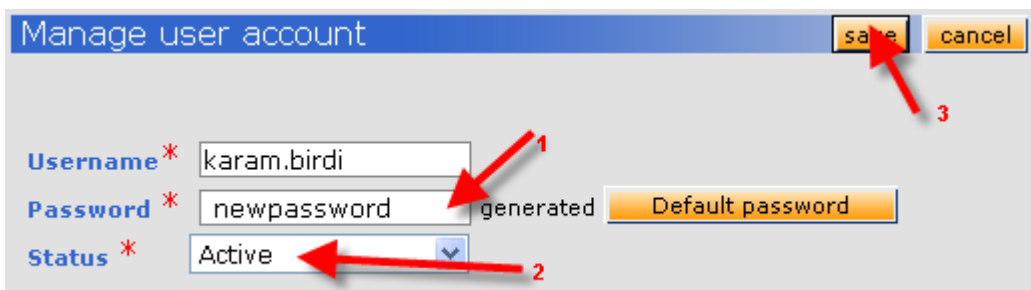 Manage user account save cancel
3
1
Username* karam.birdi
Password * newpassword generated Default password
Status * Active
2